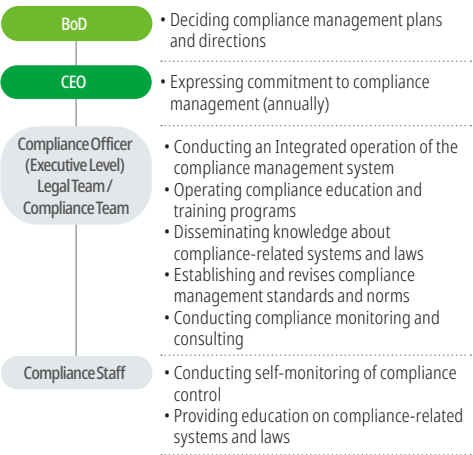 BoD
• Deciding compliance management plans
and directions
CEO
• Expressing commitment to compliance
management (annually)
Compliance Officer
(Executive Level)
Legal Team /
Compliance Team
• Conducting an Integrated operation of the
compliance management system
• Operating compliance education and
training programs
• Disseminating knowledge about
compliance-related systems and laws
• Establishing and revises compliance
management standards and norms
• Conducting compliance monitoring and
consulting
Compliance Staff
• Conducting self-monitoring of compliance
control
• Providing education on compliance-related
systems and laws